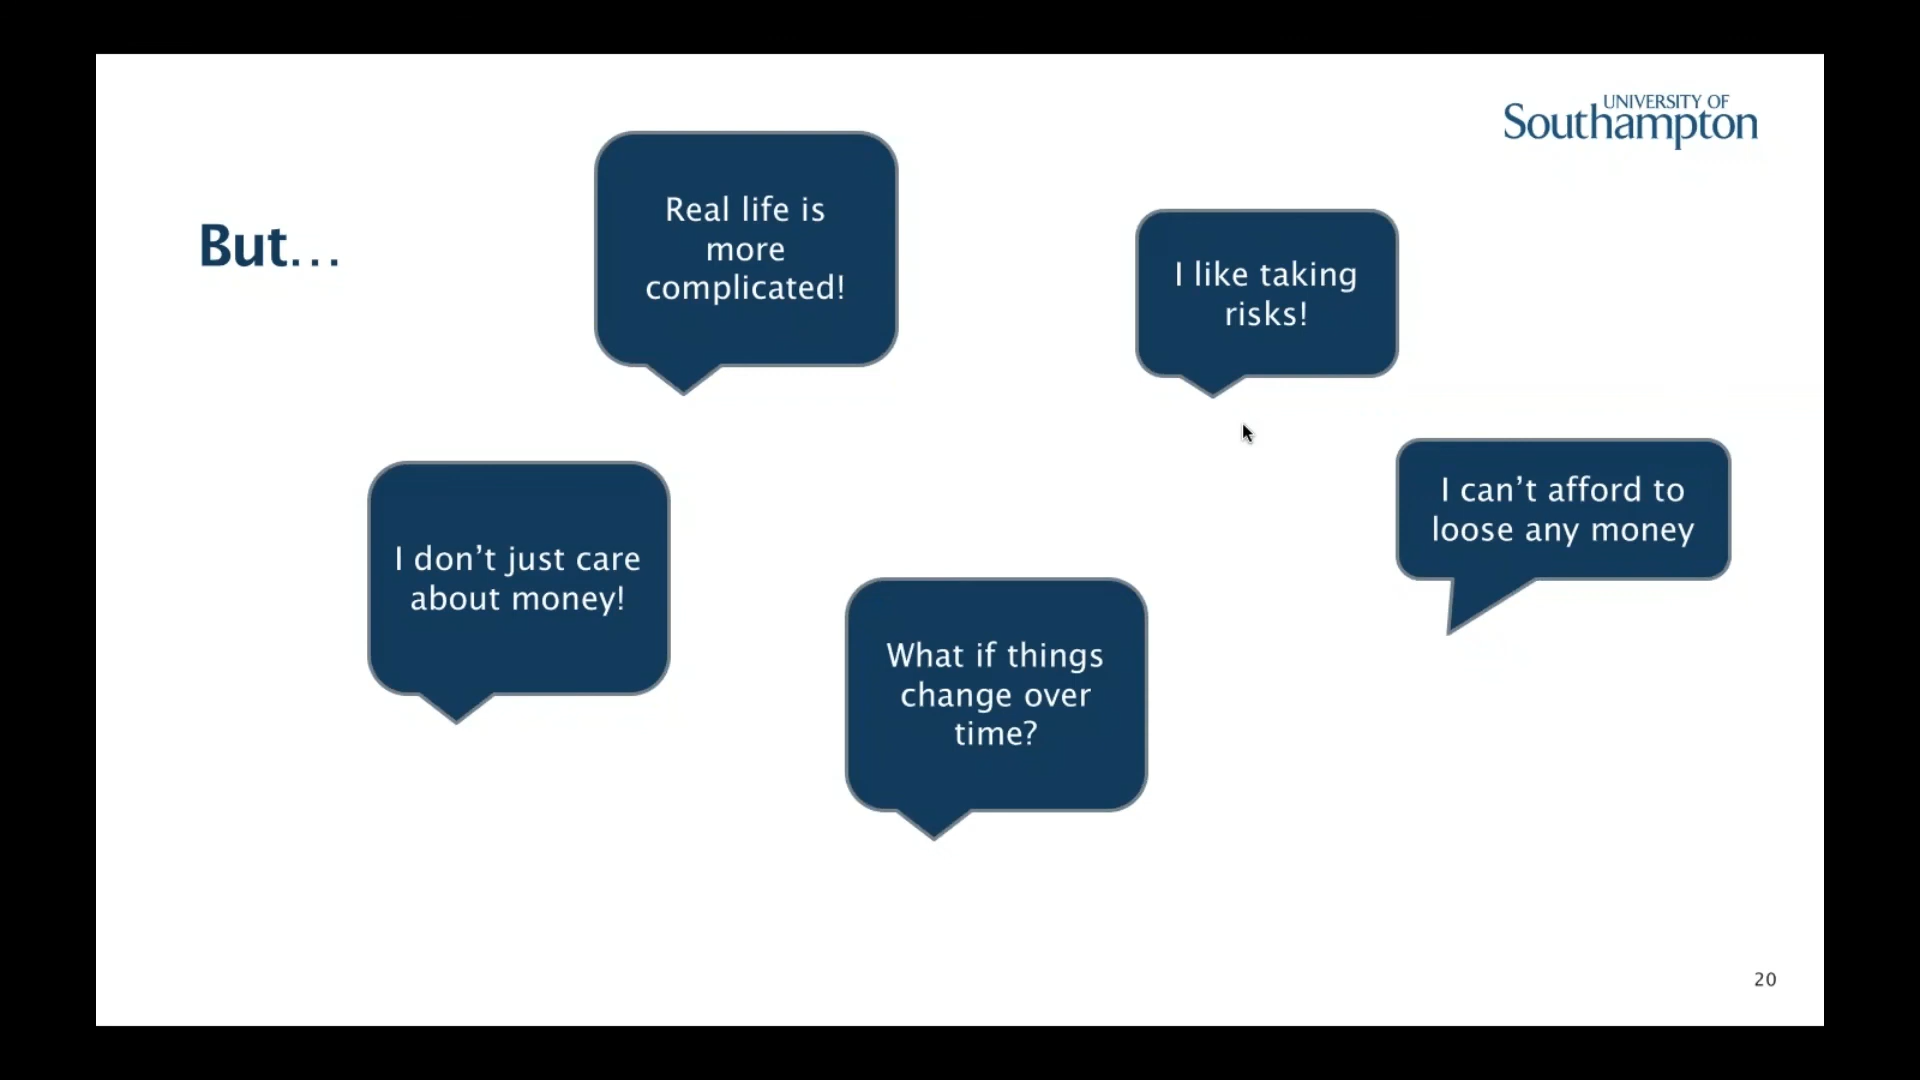 UNIVERSITY OF
Southampton
But...
Real life is
more
complicated!
I like taking
risks!
I can’t afford to
loose any money
I don’t just care
about money!
What if things
change over
time?
20